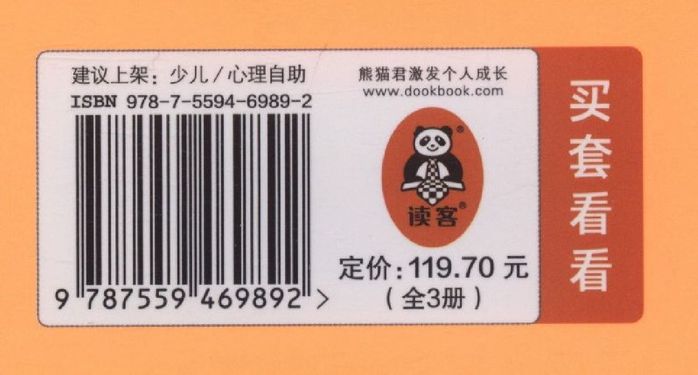 建议上架：少儿/心理自助
ISBN 978-7-5594-6989-2
9 787559 469892 >
熊猫君激发个人成长
www.dookbook.com
读客®
定价：119.70 元
（全3册）
买套看看